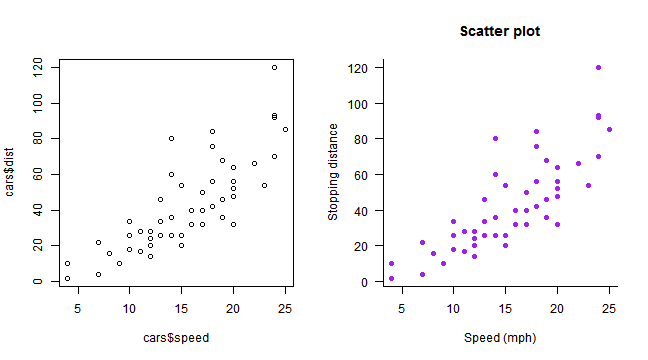 Scatter plot
cars$dist
0 20 40 60 80 100 120
5 10 15 20 25
cars$speed
Stopping distance
0 20 40 60 80 100 120
5 10 15 20 25
Speed (mph)